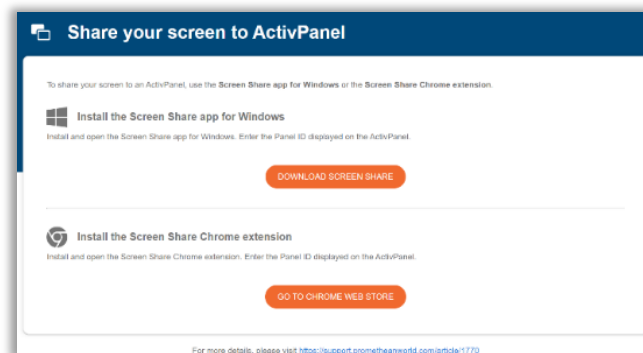 Share your screen to ActivPanel
To share your screen to an ActivPanel, use the Screen Share app for Windows or the Screen Share Chrome extension.
Install the Screen Share app for Windows
Install and open the Screen Share app for Windows. Enter the Panel ID displayed on the ActivPanel.
DOWNLOAD SCREEN SHARE
Install the Screen Share Chrome extension
Install and open the Screen Share Chrome extension. Enter the Panel ID displayed on the ActivPanel.
GO TO CHROME WEB STORE
For more details, please visit https://support.prometheanworld.com/article/1770